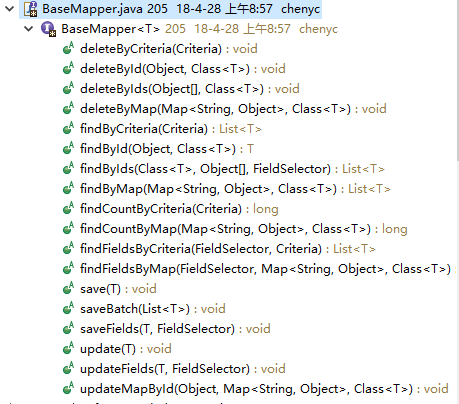 BaseMapper.java 205 18-4-28 上午8:57 chenyc
BaseMapper<T> 205 18-4-28 上午8:57 chenyc
deleteByCriteria(Criteria) : void
deleteById(Object, Class<T>) : void
deleteByIds(Object[], Class<T>) : void
deleteByMap(Map<String, Object>, Class<T>) : void
findByCriteria(Criteria) : List<T>
findById(Object, Class<T>) : T
findByIds(Class<T>, Object[], FieldSelector) : List<T>
findByMap(Map<String, Object>, Class<T>) : List<T>
findCountByCriteria(Criteria) : long
findCountByMap(Map<String, Object>, Class<T>) : long
findFieldsByCriteria(FieldSelector, Criteria) : List<T>
findFieldsByMap(FieldSelector, Map<String, Object>, Class<T>)
save(T) : void
saveBatch(List<T>) : void
saveFields(T, FieldSelector) : void
update(T) : void
updateFields(T, FieldSelector) : void
updateMapById(Object, Map<String, Object>, Class<T>) : void